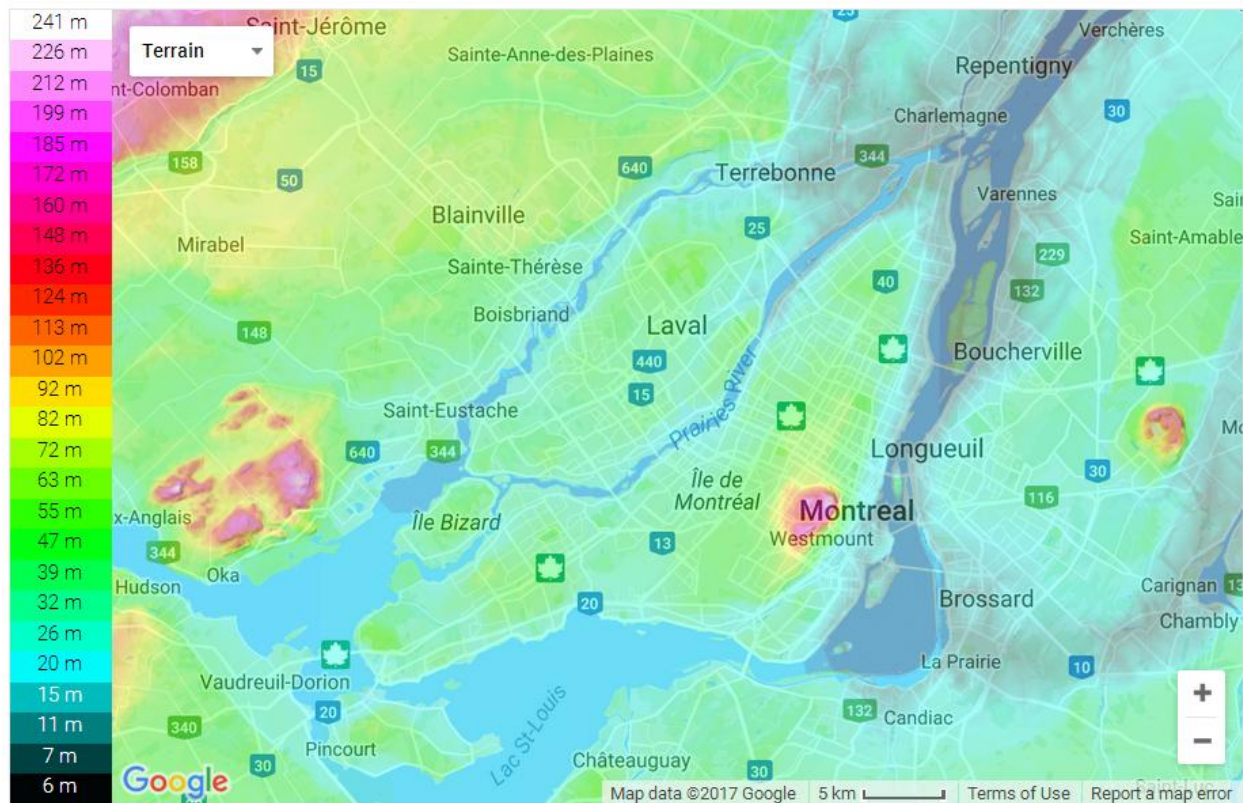 241 m
226 m
212 m
199 m
185 m
172 m
160 m
148 m
136 m
124 m
113 m
102 m
92 m
82 m
72 m
63 m
55 m
47 m
39 m
32 m
26 m
20 m
15 m
11 m
7 m
6 m
Terrain
Saint-Jérôme
25
Verchères
Sainte-Anne-des-Plaines
15
Repentigny
nt-Colomban
30
Charlemagne
158
50
640
344
Terrebonne
Varennes
Blainville
25
Mirabel
Saint-Amable
229
Sainte-Thérèse
40
132
Boisbriand
148
Laval
440
Boucherville
15
Prairies River
Saint-Eustache
344
640
Longueuil
30
Île de
Montréal
116
x-Anglais
Île Bizard
Montreal
Westmount
344
13
Oka
Hudson
20
Brossard
Carignan
13
Chambly
La Prairie
10
Vaudreuil-Dorion
20
132
Candiac
340
Pincourt
Lac St-Louis
30
Châteauguay
30
+
−
Google
Map data ©2017 Google
5 km
Terms of Use
Report a map error